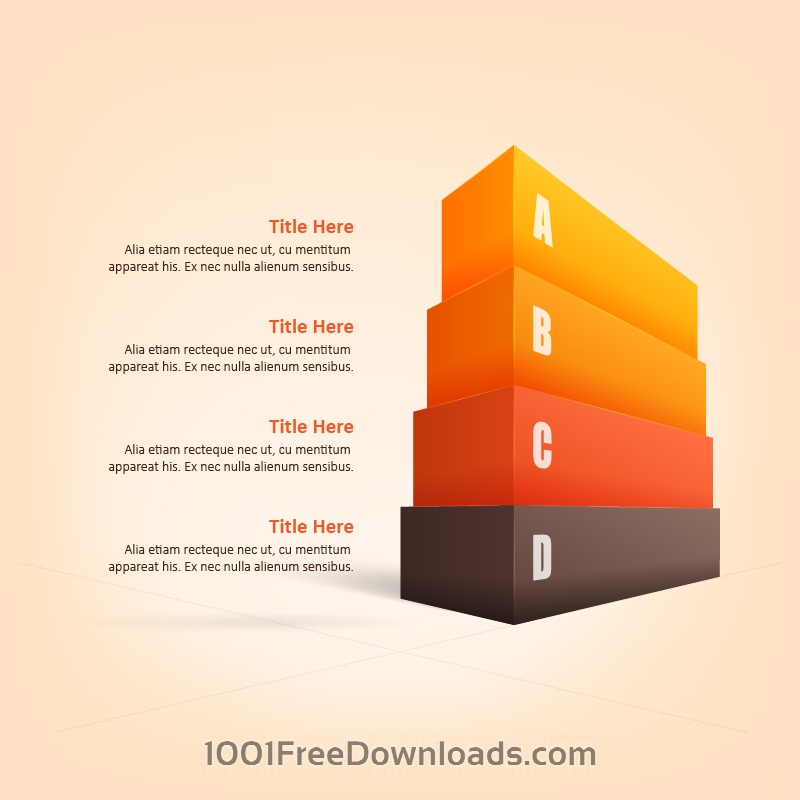 Title Here
Alia etiam recteque nec ut, cu mentitum
appareat his. Ex nec nulla alienum sensibus.
Title Here
Alia etiam recteque nec ut, cu mentitum
appareat his. Ex nec nulla alienum sensibus.
Title Here
Alia etiam recteque nec ut, cu mentitum
appareat his. Ex nec nulla alienum sensibus.
Title Here
Alia etiam recteque nec ut, cu mentitum
appareat his. Ex nec nulla alienum sensibus.
A
B
C
D
1001FreeDownloads.com